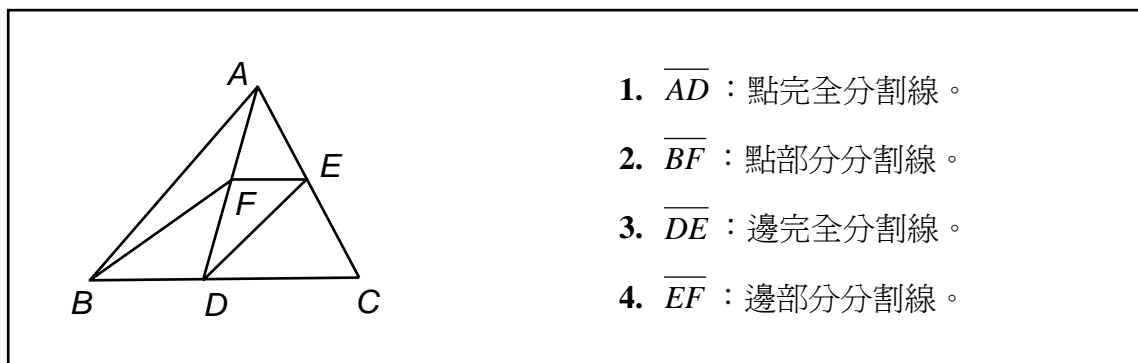 A
E
F
B
D
C
1. AD：點完全分割線。
2. BF：點部分分割線。
3. DE：邊完全分割線。
4. EF：邊部分分割線。